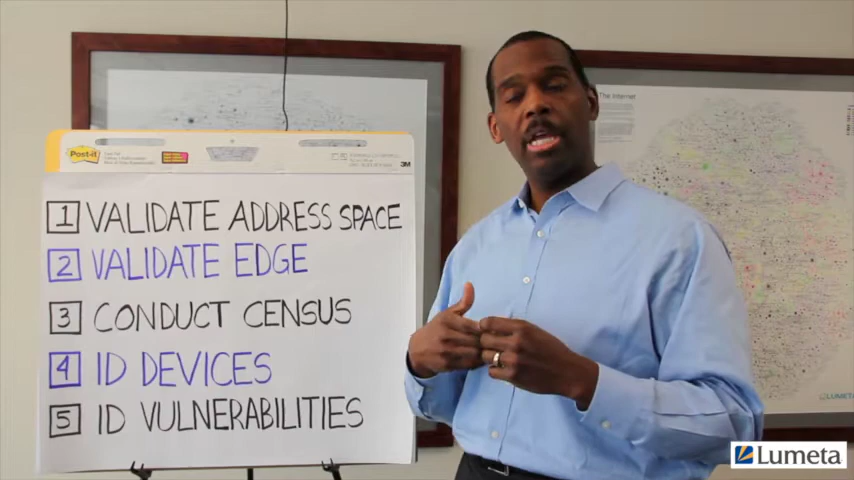 The Internet
Post-it
3M
1 VALIDATE ADDRESS SPACE
2 VALIDATE EDGE
3 CONDUCT CENSUS
4 ID DEVICES
5 ID VULNERABILITIES
LUMETA
Lumeta